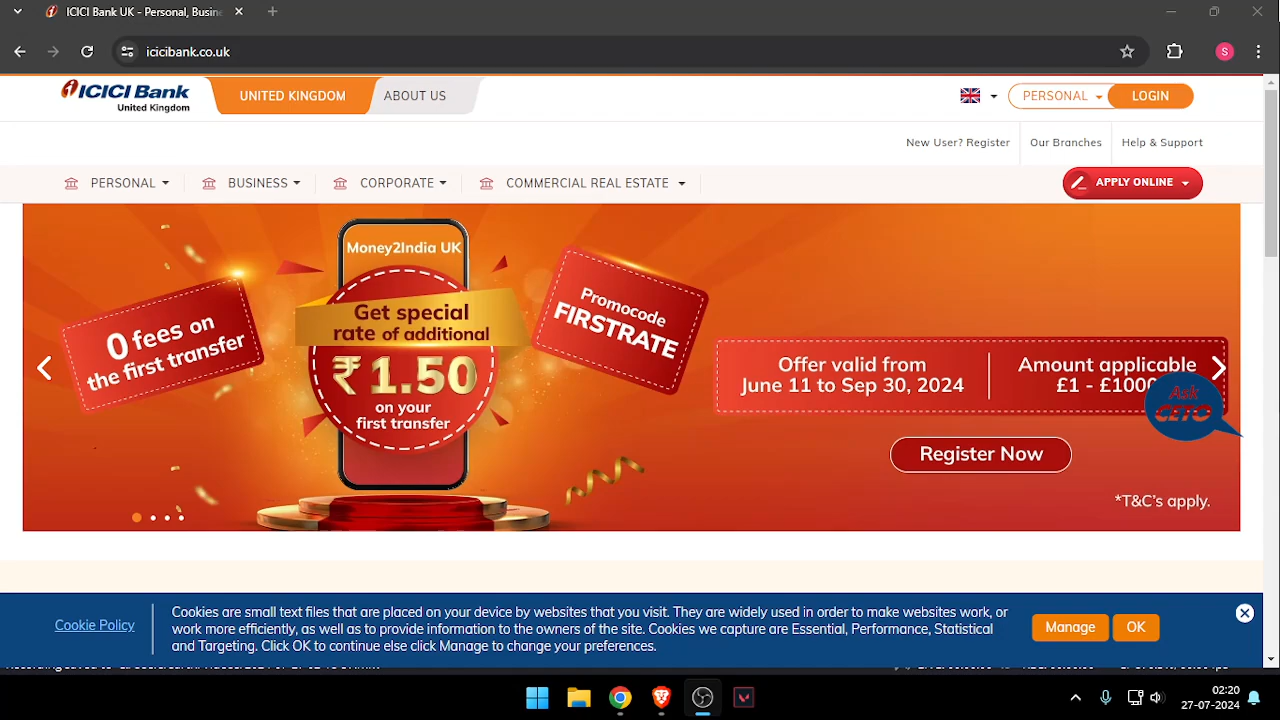 ICICI Bank UK - Personal, Busine
icicibank.co.uk
S
ICICI Bank
United Kingdom
UNITED KINGDOM
ABOUT US
PERSONAL
LOGIN
New User? Register
Our Branches
Help & Support
PERSONAL
BUSINESS
CORPORATE
COMMERCIAL REAL ESTATE
APPLY ONLINE
0 fees on
the first transfer
Money2India UK
Get special
rate of additional
₹ 1.50
on your
first transfer
Promocode
FIRSTRATE
Offer valid from
June 11 to Sep 30, 2024
Amount applicable
£1 - £1000
Ask
CETO
Register Now
*T&C's apply.
Cookie Policy
Cookies are small text files that are placed on your device by websites that you visit. They are widely used in order to make websites work, or
work more efficiently, as well as to provide information to the owners of the site. Cookies we capture are Essential, Performance, Statistical
and Targeting. Click OK to continue else click Manage to change your preferences.
Manage
OK
02:20
27-07-2024